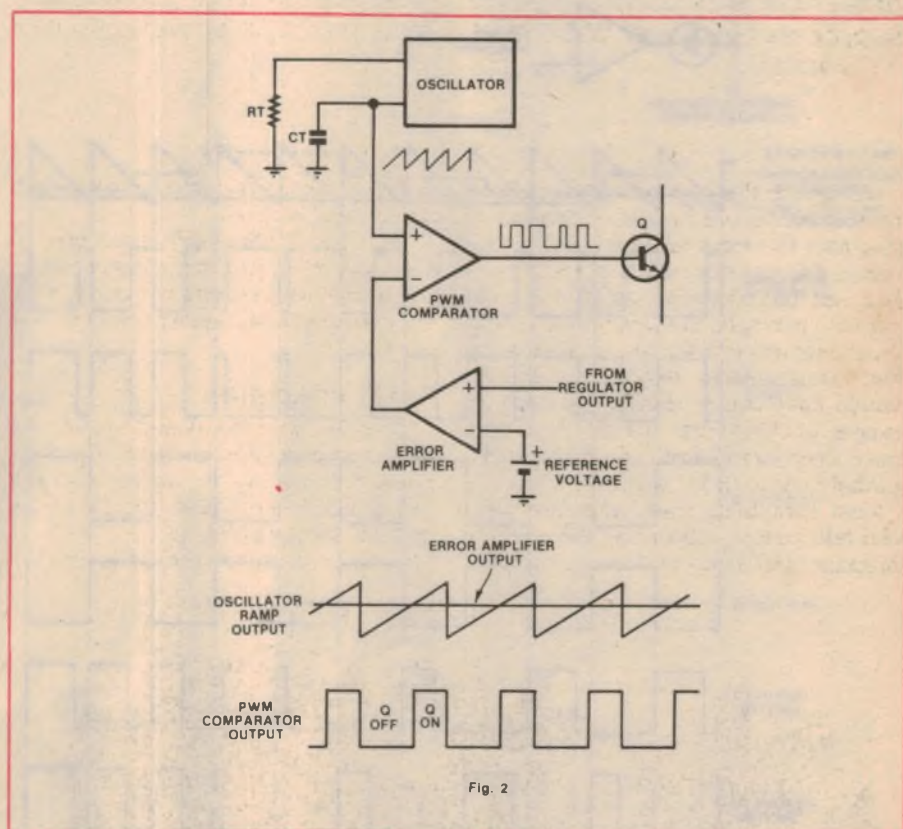 OSCILLATOR
RT
CT
+
−
PWM
COMPARATOR
Q
FROM
REGULATOR
OUTPUT
+
−
ERROR
AMPLIFIER
+
REFERENCE
VOLTAGE
ERROR AMPLIFIER
OUTPUT
OSCILLATOR
RAMP
OUTPUT
PWM
COMPARATOR
OUTPUT
Q
OFF
Q
ON
Fig. 2